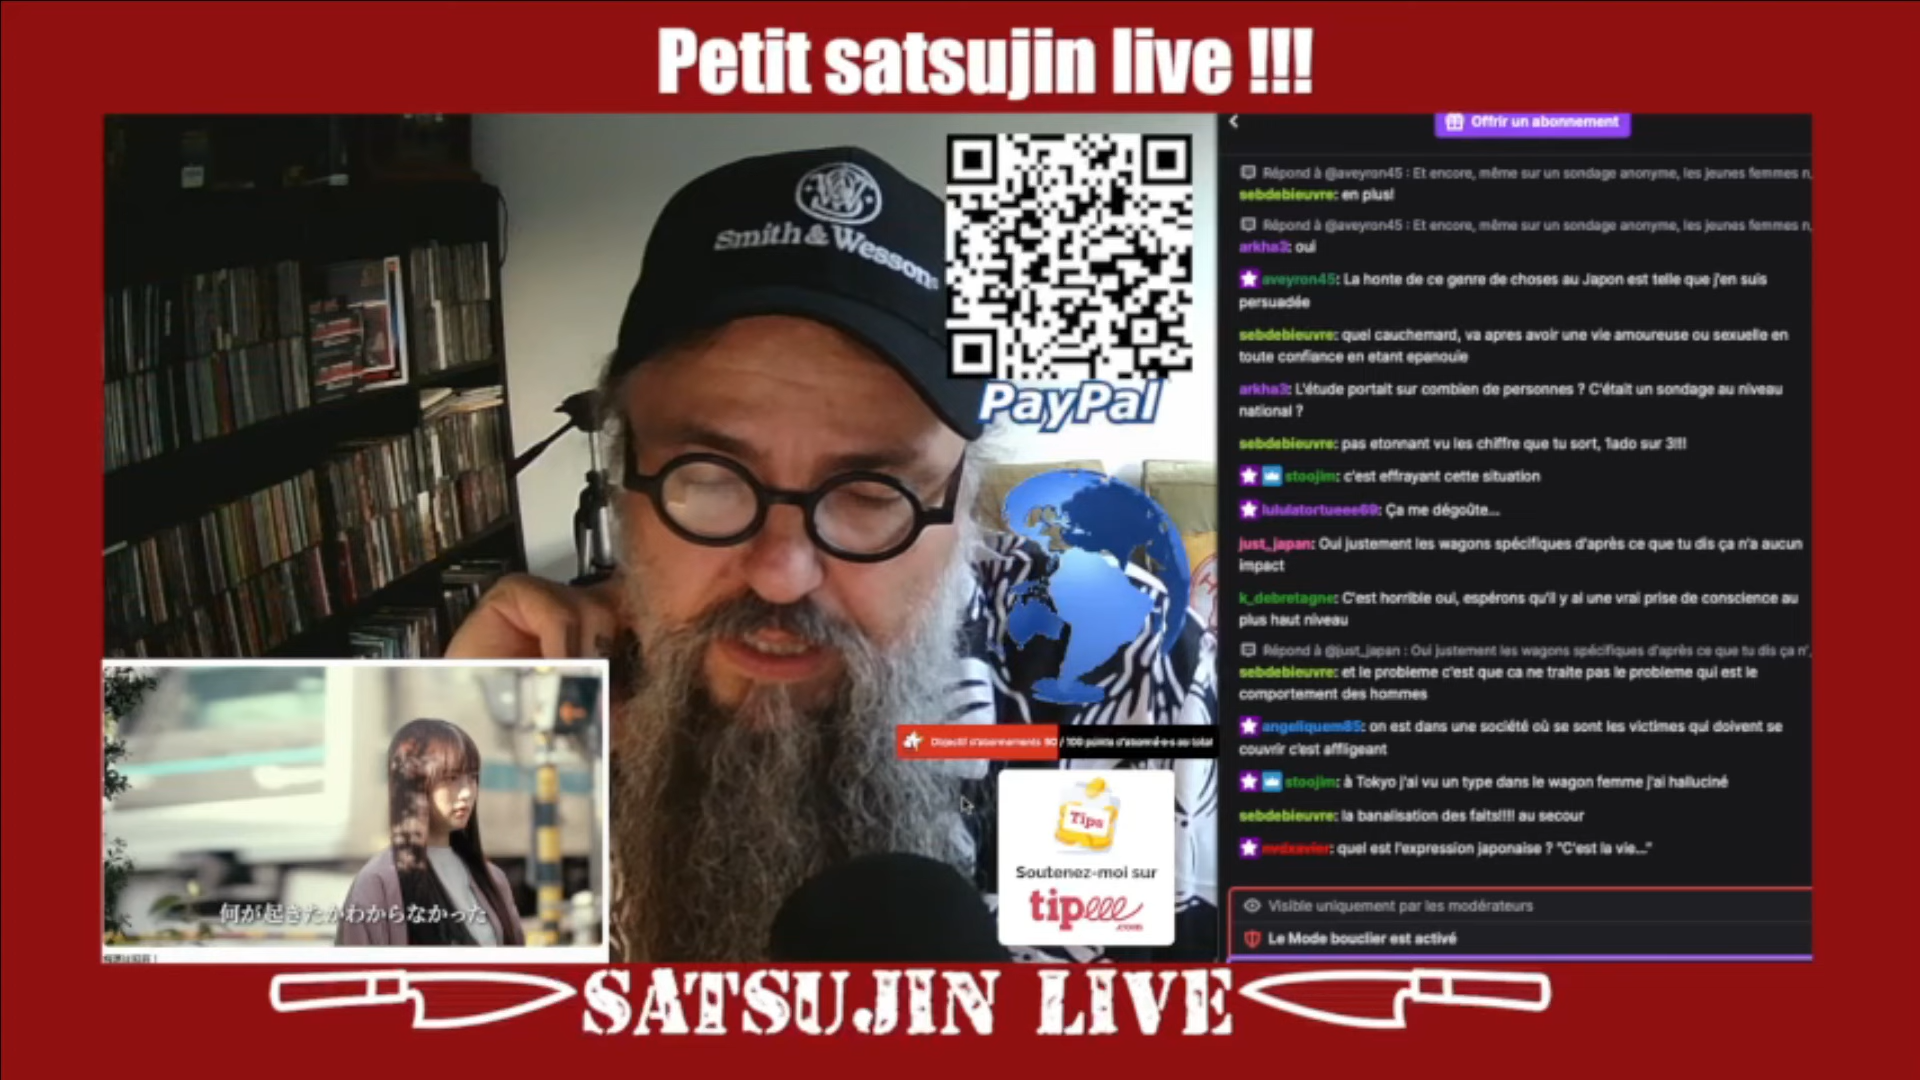 Petit satsujin live !!!
Smith & Wesson
PayPal
Objectif d'abonnements 90 / 100 points d'abonné·e·s au total
Tips
Soutenez-moi sur
tipeee
.com
何が起きたかわからなかった
Offrir un abonnement
Répond à @aveyron45 : Et encore, même sur un sondage anonyme, les jeunes femmes n
sebdebieuvre: en plus!
Répond à @aveyron45 : Et encore, même sur un sondage anonyme, les jeunes femmes n
arkha3: oui
aveyron45: La honte de ce genre de choses au Japon est telle que j'en suis
persuadée
sebdebieuvre: quel cauchemard, va apres avoir une vie amoureuse ou sexuelle en
toute confiance en etant epanouie
arkha3: L'étude portait sur combien de personnes ? C'était un sondage au niveau
national ?
sebdebieuvre: pas etonnant vu les chiffre que tu sort, 1ado sur 3!!!
stoojim: c'est effrayant cette situation
lululatortueee69: Ça me dégoûte...
just_japan: Oui justement les wagons spécifiques d'après ce que tu dis ça n'a aucun
impact
k_debretagne: C'est horrible oui, espérons qu'il y ai une vrai prise de conscience au
plus haut niveau
Répond à @just_japan : Oui justement les wagons spécifiques d'après ce que tu dis ça n'
sebdebieuvre: et le probleme c'est que ca ne traite pas le probleme qui est le
comportement des hommes
angeliquem85: on est dans une société où se sont les victimes qui doivent se
couvrir c'est affligeant
stoojim: à Tokyo j'ai vu un type dans le wagon femme j'ai halluciné
sebdebieuvre: la banalisation des faits!!!! au secour
nvdxavier: quel est l'expression japonaise ? "C'est la vie..."
Visible uniquement par les modérateurs
Le Mode bouclier est activé
SATSUJIN LIVE